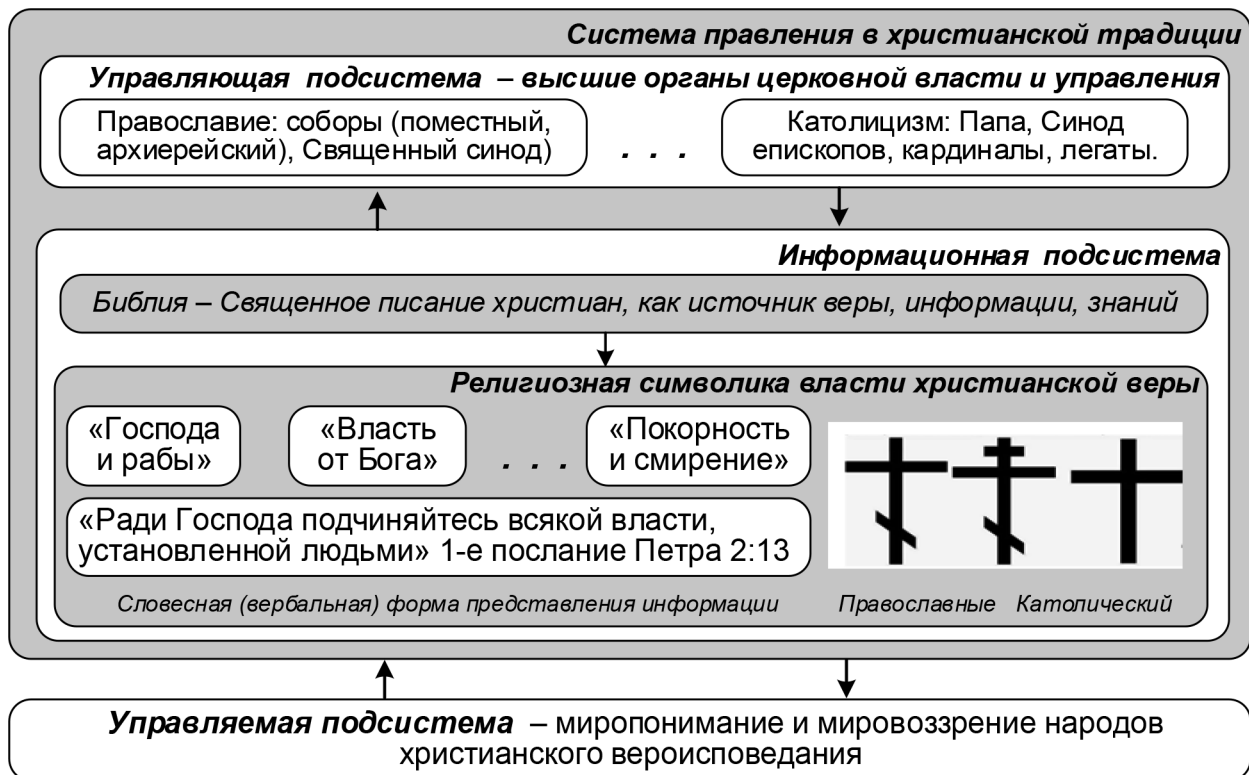 Система правления в христианской традиции
Управляющая подсистема – высшие органы церковной власти и управления
Православие: соборы (поместный,
архиерейский), Священный синод)
. . .
Католицизм: Папа, Синод
епископов, кардиналы, легаты.
Информационная подсистема
Библия – Священное писание христиан, как источник веры, информации, знаний
Религиозная символика власти христианской веры
«Господа
и рабы»
«Власть
от Бога»
. . .
«Покорность
и смирение»
«Ради Господа подчиняйтесь всякой власти,
установленной людьми» 1-е послание Петра 2:13
Словесная (вербальная) форма представления информации
Православные Католический
Управляемая подсистема – миропонимание и мировоззрение народов
христианского вероисповедания